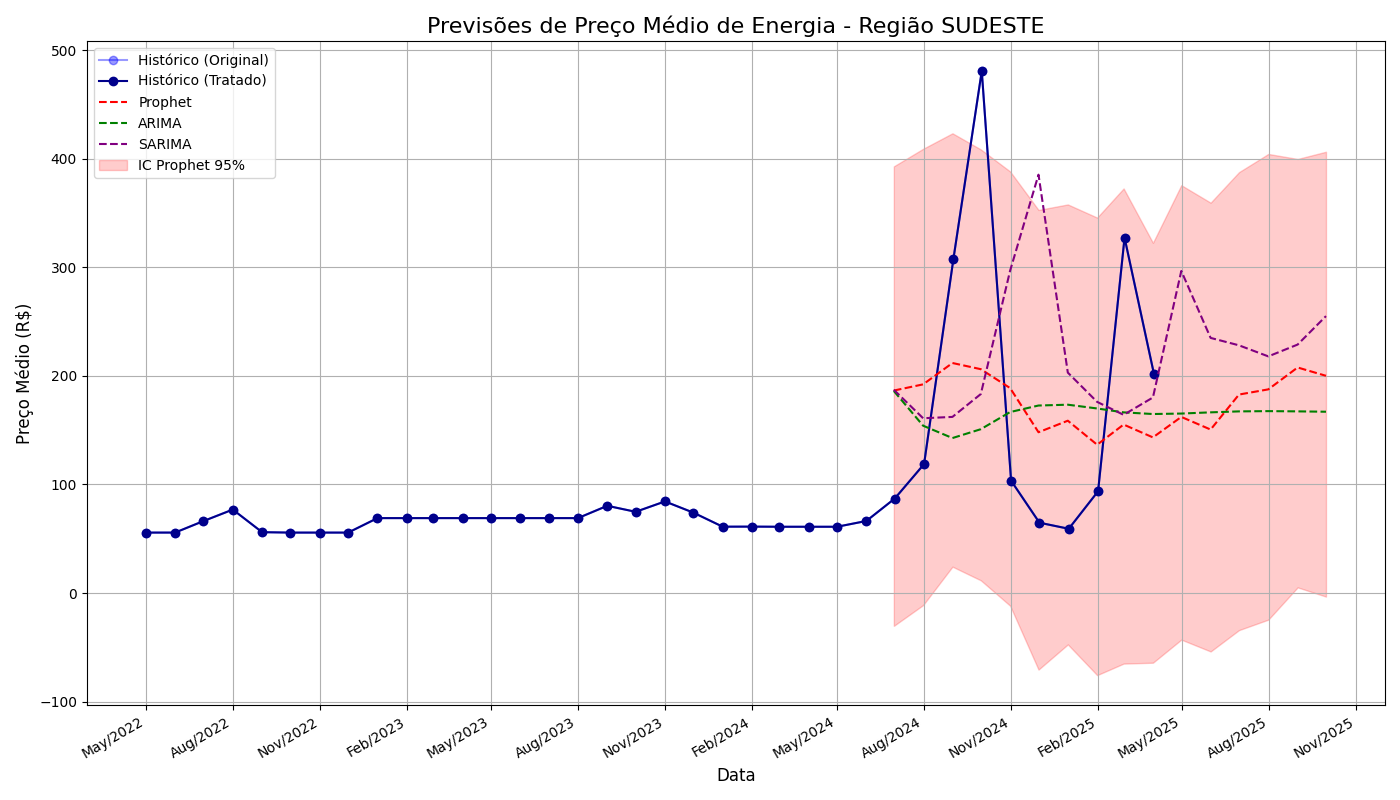 Previsões de Preço Médio de Energia - Região SUDESTE
Histórico (Original)
Histórico (Tratado)
Prophet
ARIMA
SARIMA
IC Prophet 95%
Preço Médio (R$)
500
400
300
200
100
0
−100
May/2022
Aug/2022
Nov/2022
Feb/2023
May/2023
Aug/2023
Nov/2023
Feb/2024
May/2024
Aug/2024
Nov/2024
Feb/2025
May/2025
Aug/2025
Nov/2025
Data